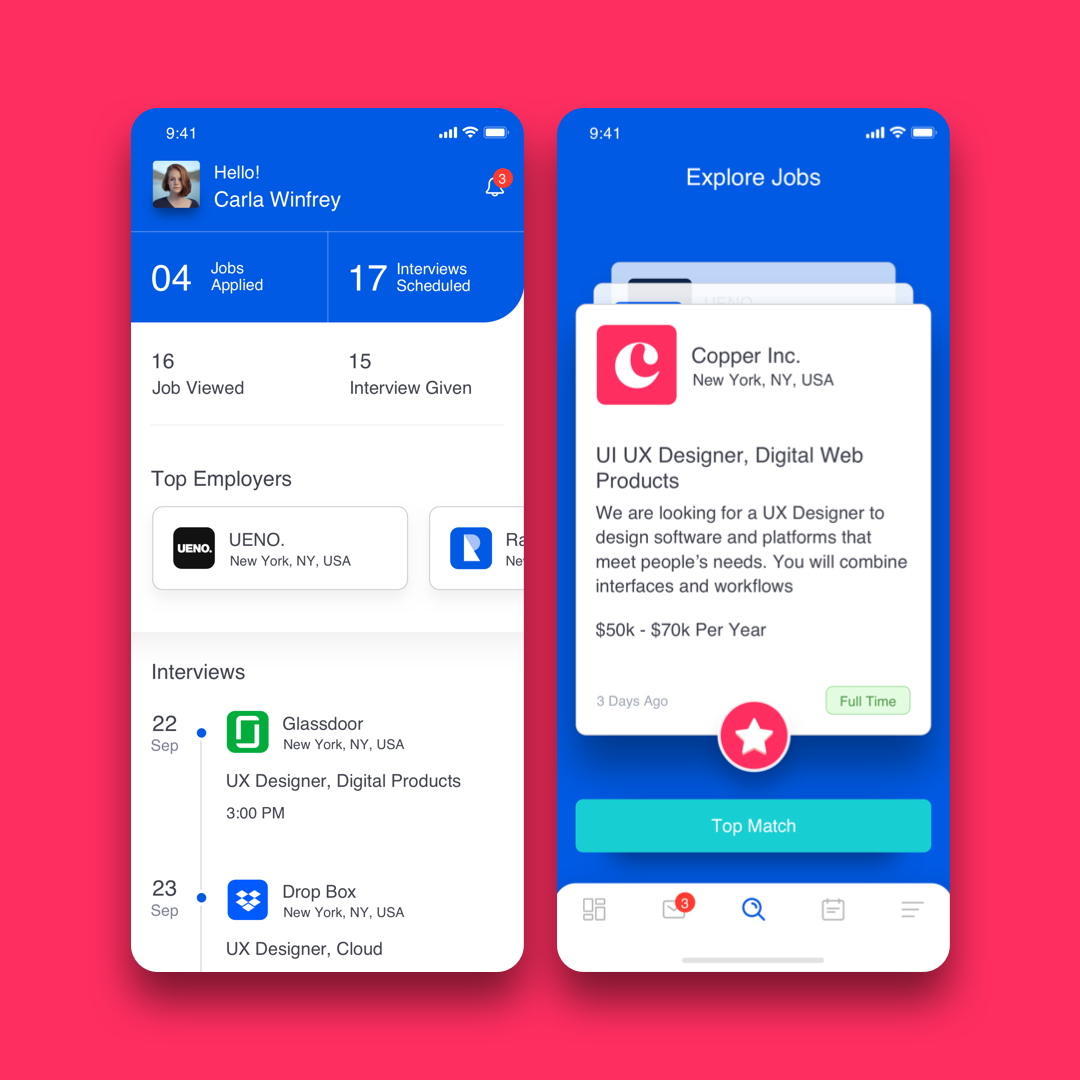 9:41
Hello!
Carla Winfrey
3
04
Jobs
Applied
17
Interviews
Scheduled
16
Job Viewed
15
Interview Given
Top Employers
UENO.
UENO.
New York, NY, USA
Ra
Ne
Interviews
22
Sep
Glassdoor
New York, NY, USA
UX Designer, Digital Products
3:00 PM
23
Sep
Drop Box
New York, NY, USA
UX Designer, Cloud
9:41
Explore Jobs
UENO.
Copper Inc.
New York, NY, USA
UI UX Designer, Digital Web
Products
We are looking for a UX Designer to
design software and platforms that
meet people’s needs. You will combine
interfaces and workflows
$50k - $70k Per Year
3 Days Ago
Full Time
Top Match
3